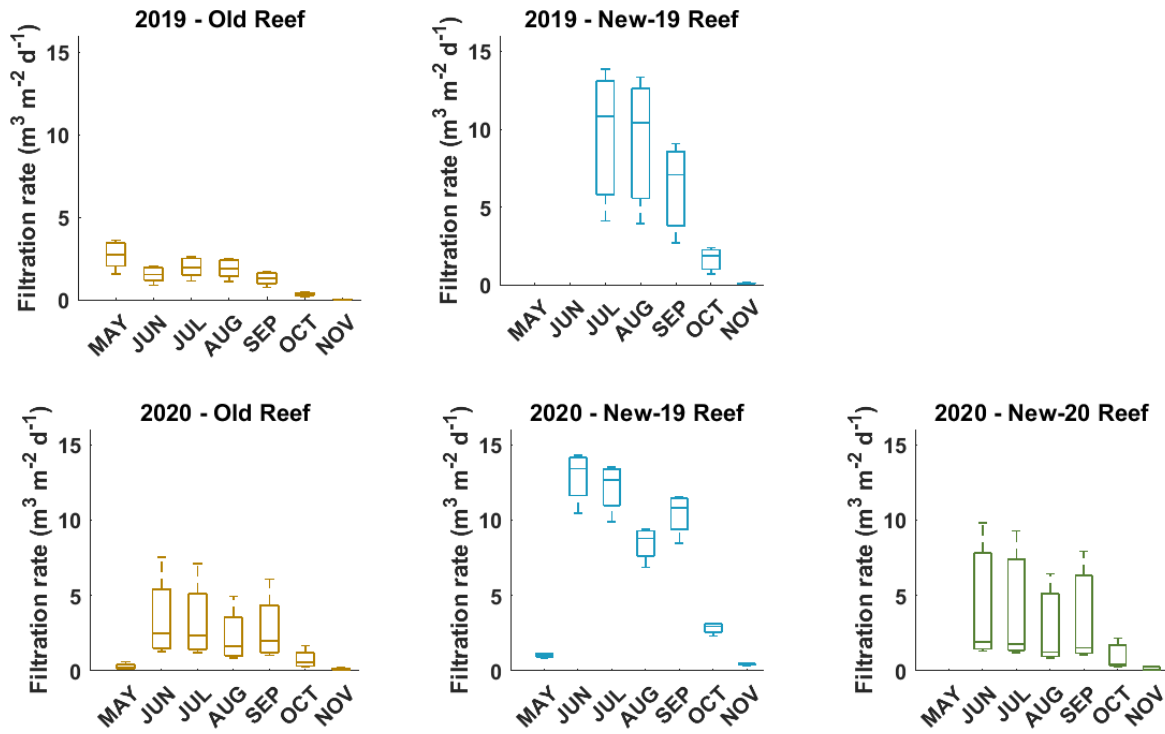 2019 - Old Reef
Filtration rate (m³ m⁻² d⁻¹)
15
10
5
0
MAY JUN JUL AUG SEP OCT NOV
2019 - New-19 Reef
Filtration rate (m³ m⁻² d⁻¹)
15
10
5
0
MAY JUN JUL AUG SEP OCT NOV
2020 - Old Reef
Filtration rate (m³ m⁻² d⁻¹)
15
10
5
0
MAY JUN JUL AUG SEP OCT NOV
2020 - New-19 Reef
Filtration rate (m³ m⁻² d⁻¹)
15
10
5
0
MAY JUN JUL AUG SEP OCT NOV
2020 - New-20 Reef
Filtration rate (m³ m⁻² d⁻¹)
15
10
5
0
MAY JUN JUL AUG SEP OCT NOV